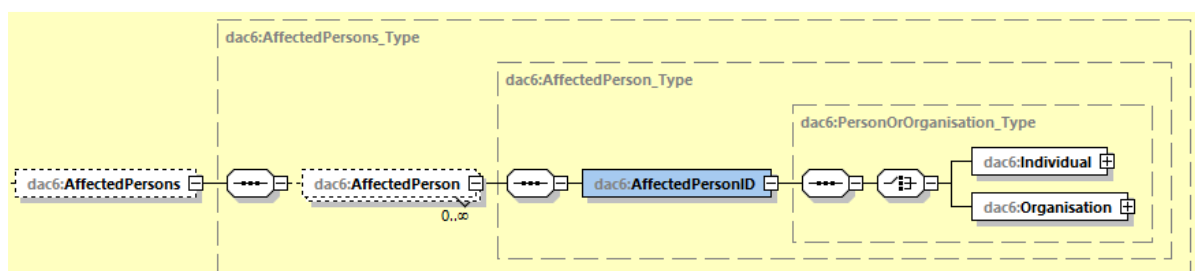 dac6:AffectedPersons_Type
dac6:AffectedPerson_Type
dac6:PersonOrOrganisation_Type
dac6:AffectedPersons
dac6:AffectedPerson
0..∞
dac6:AffectedPersonID
dac6:Individual
dac6:Organisation